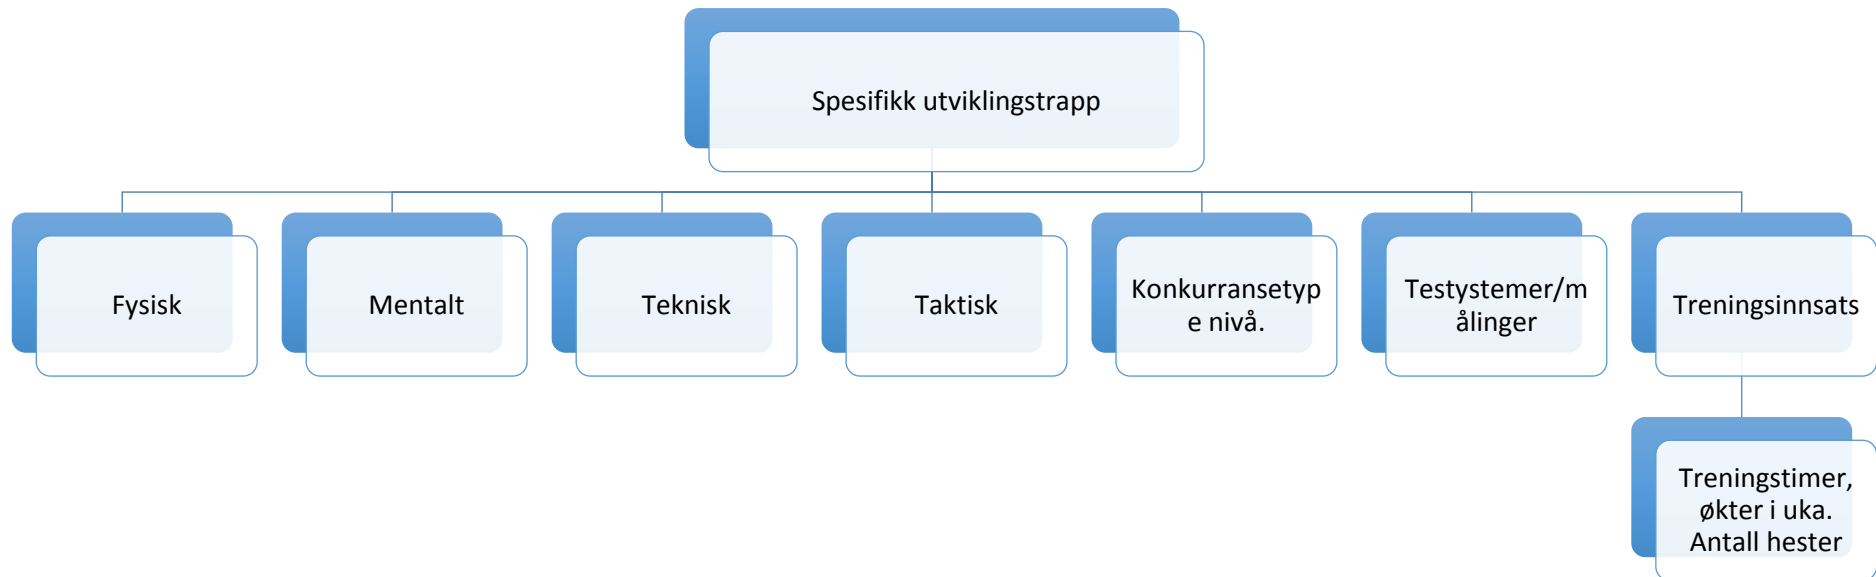 Spesifikk utviklingstrapp
Fysisk
Mentalt
Teknisk
Taktisk
Konkurransetyp
e nivå.
Testystemer/m
ålinger
Treningsinnsats
Treningstimer,
økter i uka.
Antall hester